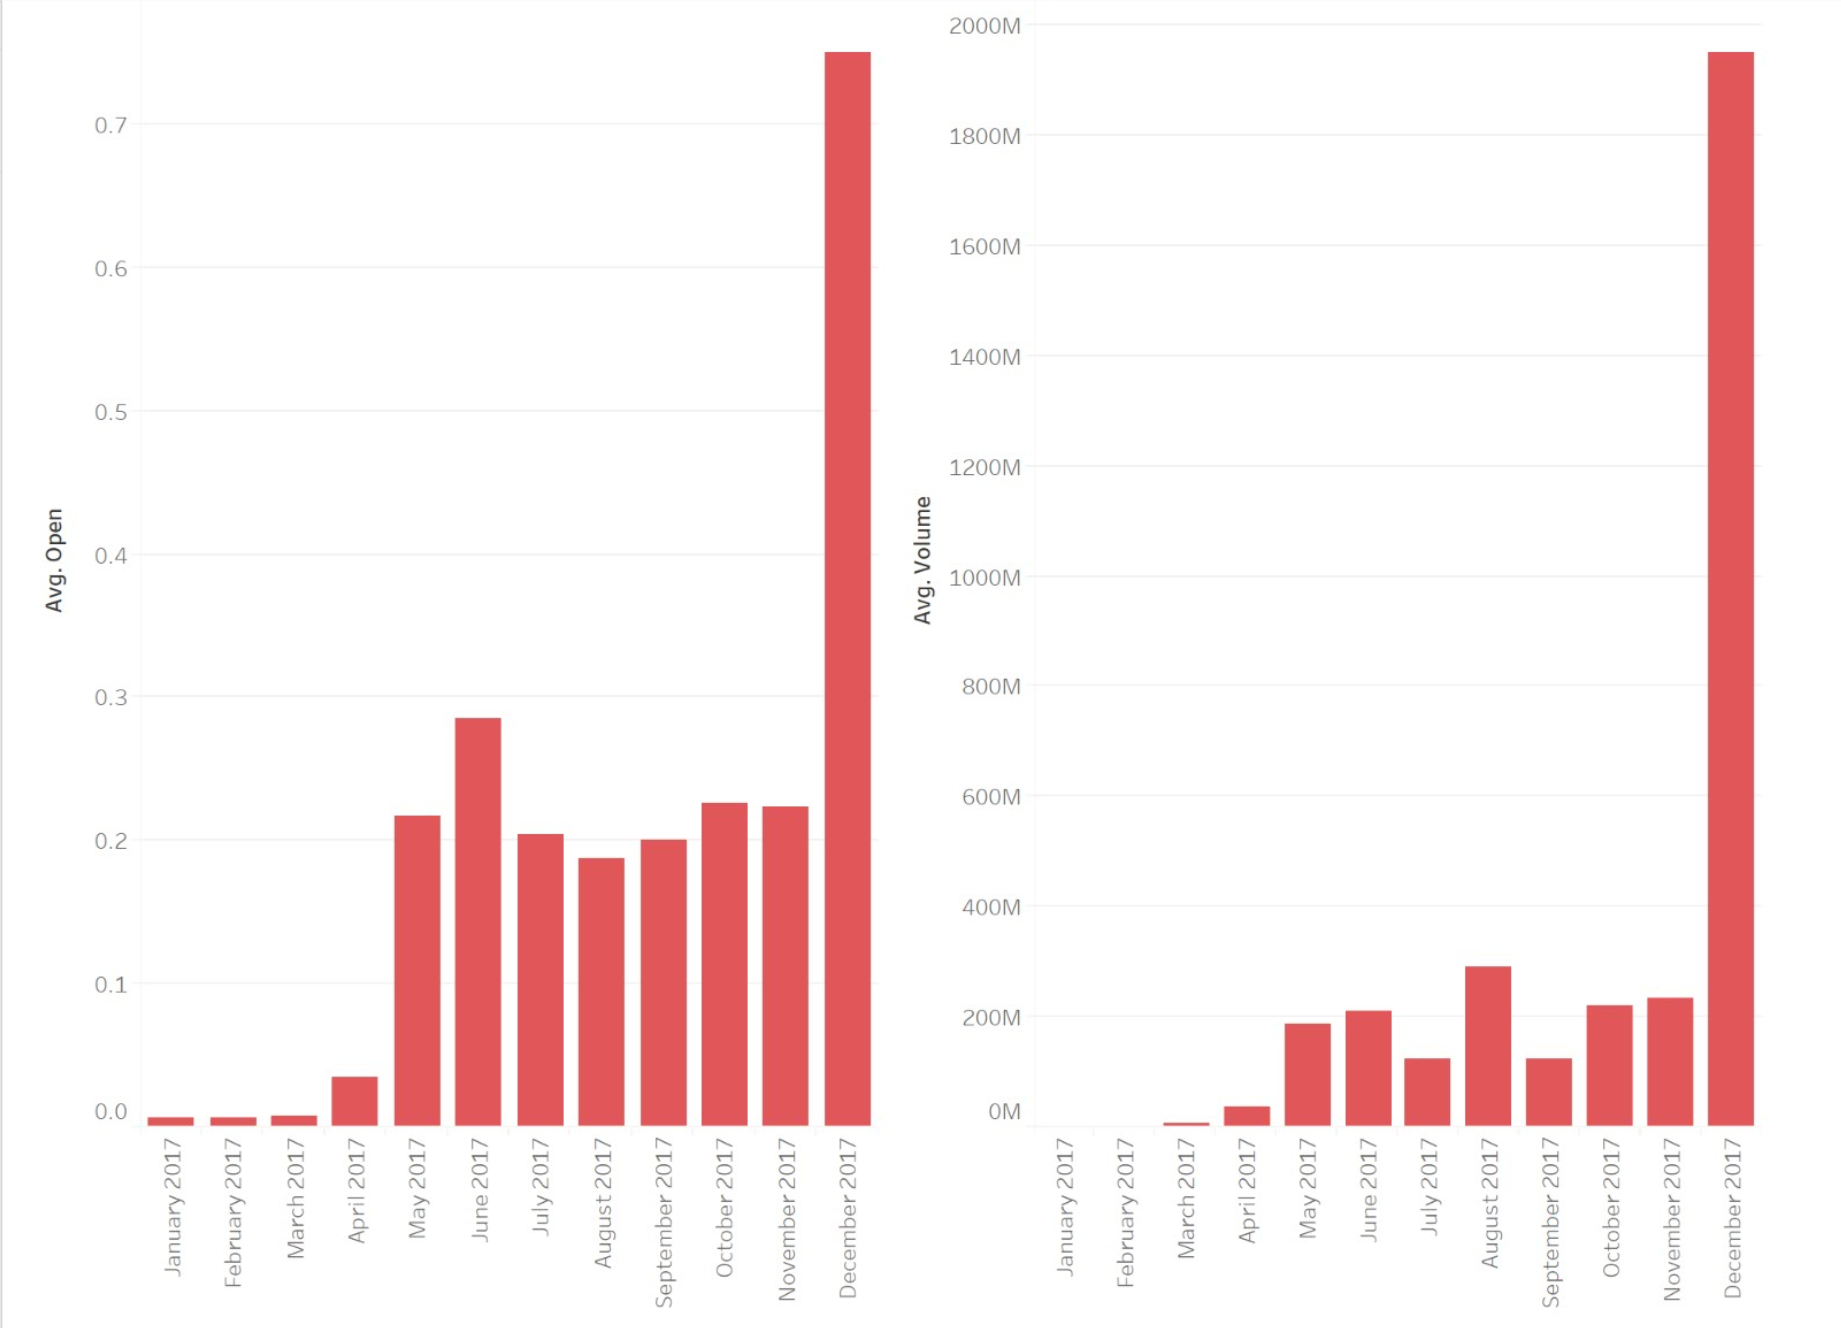 Avg. Open
0.7
0.6
0.5
0.4
0.3
0.2
0.1
0.0
January 2017
February 2017
March 2017
April 2017
May 2017
June 2017
July 2017
August 2017
September 2017
October 2017
November 2017
December 2017
Avg. Volume
2000M
1800M
1600M
1400M
1200M
1000M
800M
600M
400M
200M
0M
January 2017
February 2017
March 2017
April 2017
May 2017
June 2017
July 2017
August 2017
September 2017
October 2017
November 2017
December 2017